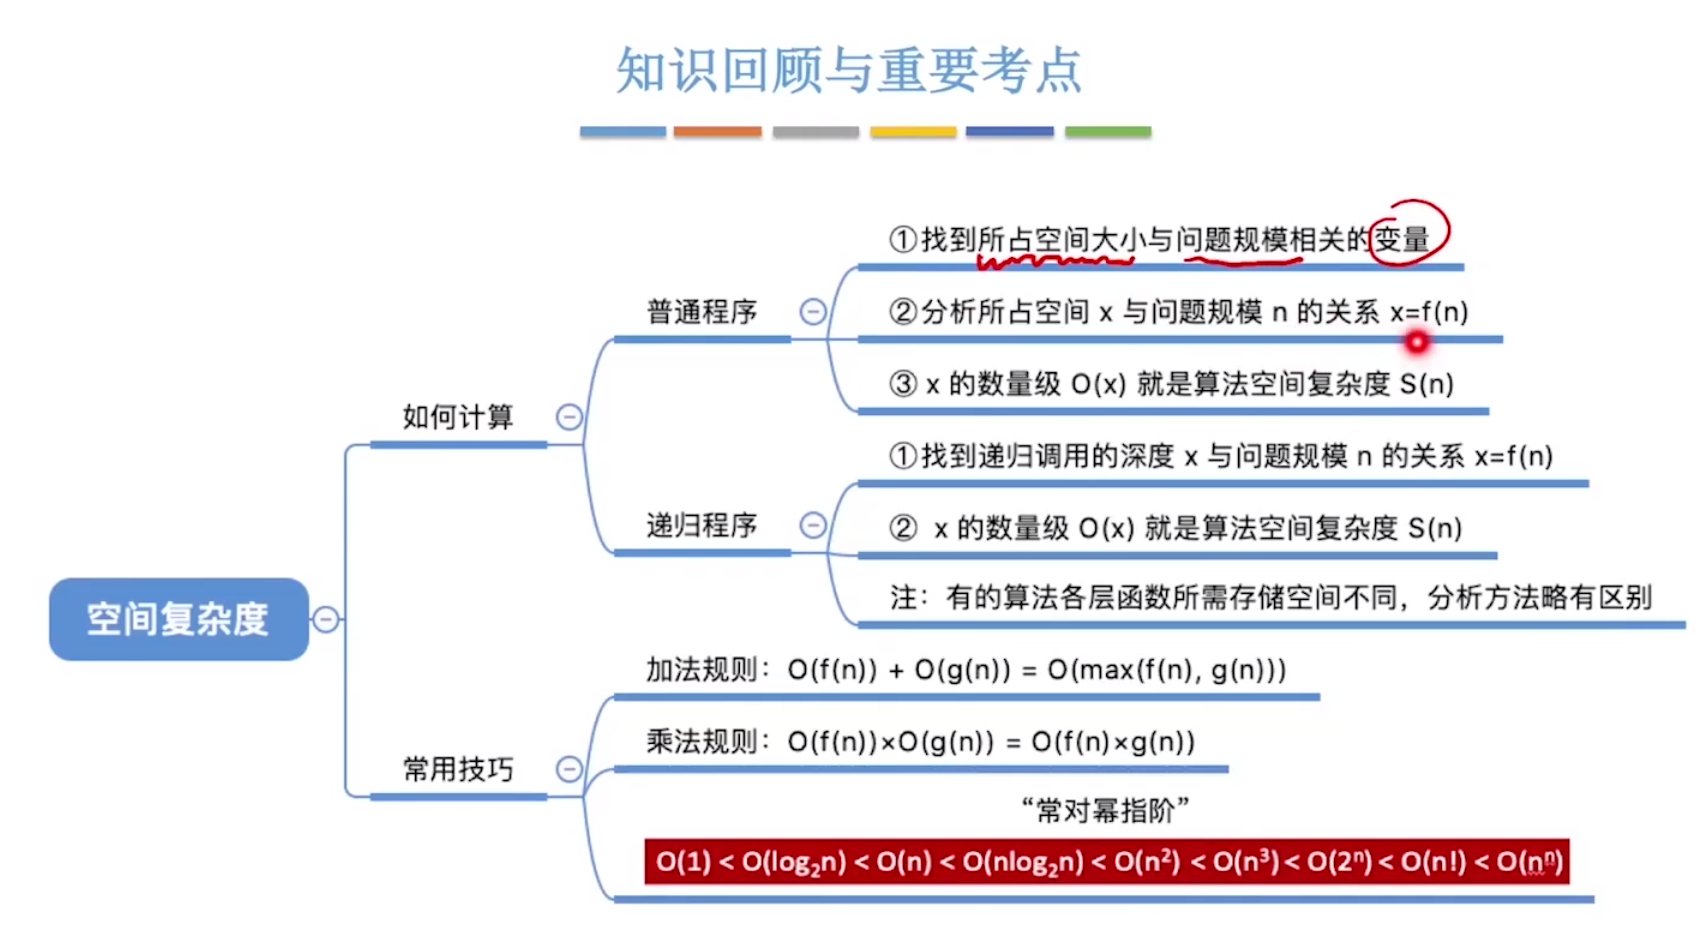 知识回顾与重要考点
①找到所占空间大小与问题规模相关的变量
普通程序
②分析所占空间 x 与问题规模 n 的关系 x=f(n)
③ x 的数量级 O(x) 就是算法空间复杂度 S(n)
如何计算
①找到递归调用的深度 x 与问题规模 n 的关系 x=f(n)
递归程序
② x 的数量级 O(x) 就是算法空间复杂度 S(n)
注：有的算法各层函数所需存储空间不同，分析方法略有区别
空间复杂度
加法规则：O(f(n)) + O(g(n)) = O(max(f(n), g(n)))
乘法规则：O(f(n))×O(g(n)) = O(f(n)×g(n))
常用技巧
“常对幂指阶”
O(1) < O(log₂n) < O(n) < O(nlog₂n) < O(n²) < O(n³) < O(2ⁿ) < O(n!) < O(nⁿ)